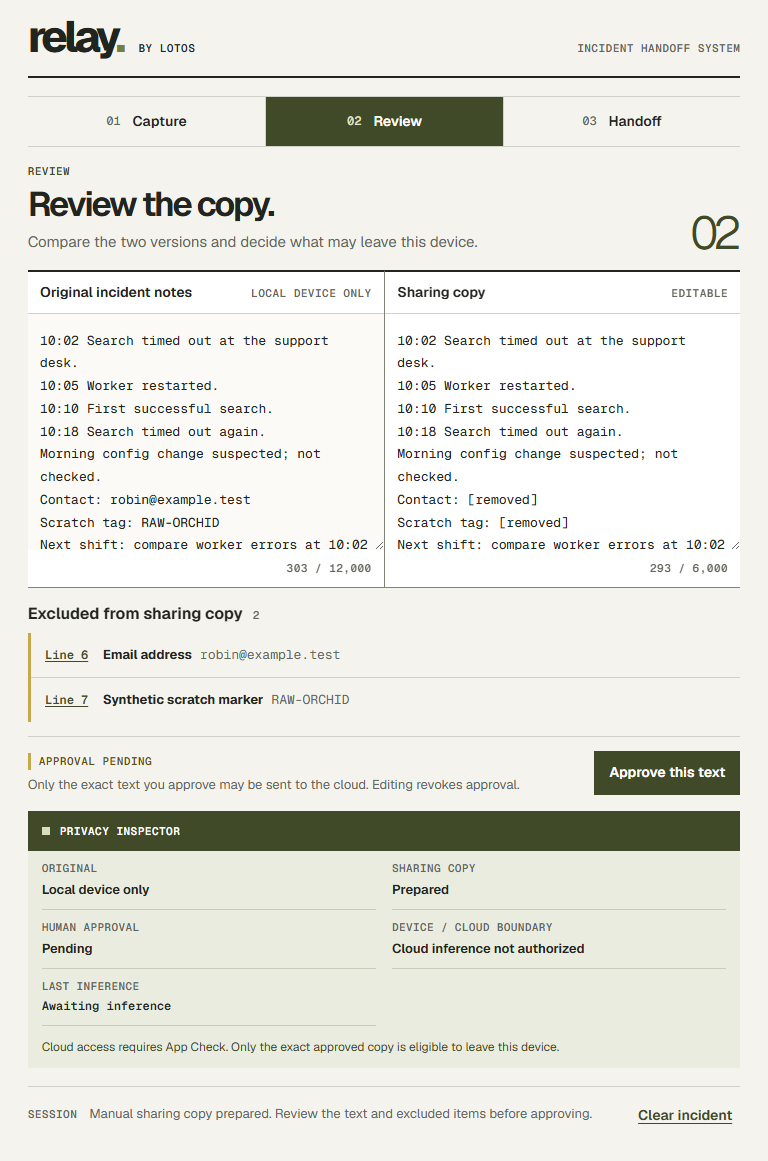 relay. BY LOTOS
INCIDENT HANDOFF SYSTEM
01 Capture
02 Review
03 Handoff
REVIEW
Review the copy.
Compare the two versions and decide what may leave this device.
02
Original incident notes
LOCAL DEVICE ONLY
10:02 Search timed out at the support
desk.
10:05 Worker restarted.
10:10 First successful search.
10:18 Search timed out again.
Morning config change suspected; not
checked.
Contact: robin@example.test
Scratch tag: RAW-ORCHID
Next shift: compare worker errors at 10:02
303 / 12,000
Sharing copy
EDITABLE
10:02 Search timed out at the support
desk.
10:05 Worker restarted.
10:10 First successful search.
10:18 Search timed out again.
Morning config change suspected; not
checked.
Contact: [removed]
Scratch tag: [removed]
Next shift: compare worker errors at 10:02
293 / 6,000
Excluded from sharing copy 2
Line 6 Email address robin@example.test
Line 7 Synthetic scratch marker RAW-ORCHID
APPROVAL PENDING
Only the exact text you approve may be sent to the cloud. Editing revokes approval.
Approve this text
PRIVACY INSPECTOR
ORIGINAL
Local device only
SHARING COPY
Prepared
HUMAN APPROVAL
Pending
DEVICE / CLOUD BOUNDARY
Cloud inference not authorized
LAST INFERENCE
Awaiting inference
Cloud access requires App Check. Only the exact approved copy is eligible to leave this device.
SESSION Manual sharing copy prepared. Review the text and excluded items before approving.
Clear incident